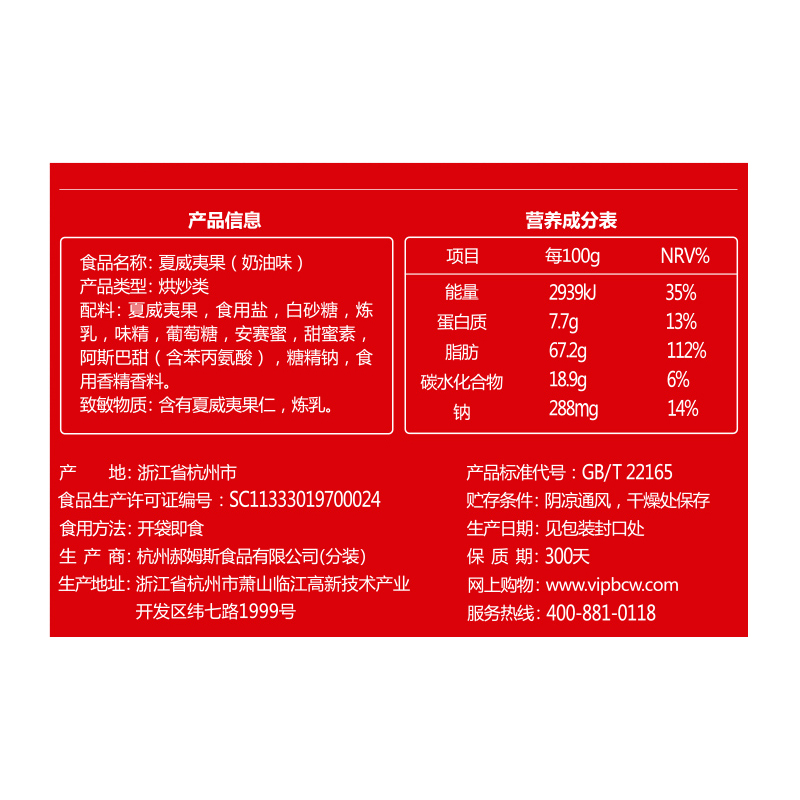 产品信息
食品名称：夏威夷果（奶油味）
产品类型：烘炒类
配料：夏威夷果，食用盐，白砂糖，炼
乳，味精，葡萄糖，安赛蜜，甜蜜素，
阿斯巴甜（含苯丙氨酸），糖精钠，食
用香精香料。
致敏物质：含有夏威夷果仁，炼乳。
营养成分表
项目 每100g NRV%
能量 2939kJ 35%
蛋白质 7.7g 13%
脂肪 67.2g 112%
碳水化合物 18.9g 6%
钠 288mg 14%
产 地：浙江省杭州市
食品生产许可证编号：SC11333019700024
食用方法：开袋即食
生 产 商：杭州郝姆斯食品有限公司(分装)
生产地址：浙江省杭州市萧山临江高新技术产业
开发区纬七路1999号
产品标准代号：GB/T 22165
贮存条件：阴凉通风，干燥处保存
生产日期：见包装封口处
保 质 期：300天
网上购物：www.vipbcw.com
服务热线：400-881-0118